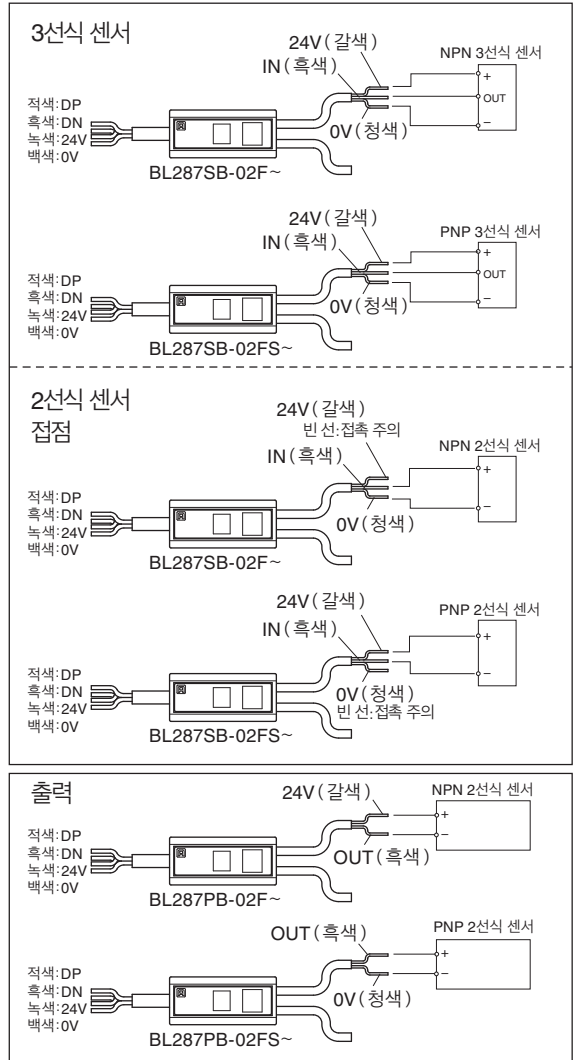 3선식 센서
24V(갈색)
IN(흑색)
NPN 3선식 센서
+
OUT
−
0V(청색)
적색:DP
흑색:DN
녹색:24V
백색:0V
R
BL287SB-02F~
24V(갈색)
IN(흑색)
PNP 3선식 센서
+
OUT
−
0V(청색)
적색:DP
흑색:DN
녹색:24V
백색:0V
R
BL287SB-02FS~
2선식 센서
접점
24V(갈색)
빈 선:접촉 주의
IN(흑색)
NPN 2선식 센서
+
−
0V(청색)
적색:DP
흑색:DN
녹색:24V
백색:0V
R
BL287SB-02F~
24V(갈색)
IN(흑색)
PNP 2선식 센서
+
−
0V(청색)
빈 선:접촉 주의
적색:DP
흑색:DN
녹색:24V
백색:0V
R
BL287SB-02FS~
출력
24V(갈색)
NPN 2선식 센서
+
−
OUT(흑색)
적색:DP
흑색:DN
녹색:24V
백색:0V
R
BL287PB-02F~
OUT(흑색)
PNP 2선식 센서
+
−
0V(청색)
적색:DP
흑색:DN
녹색:24V
백색:0V
R
BL287PB-02FS~